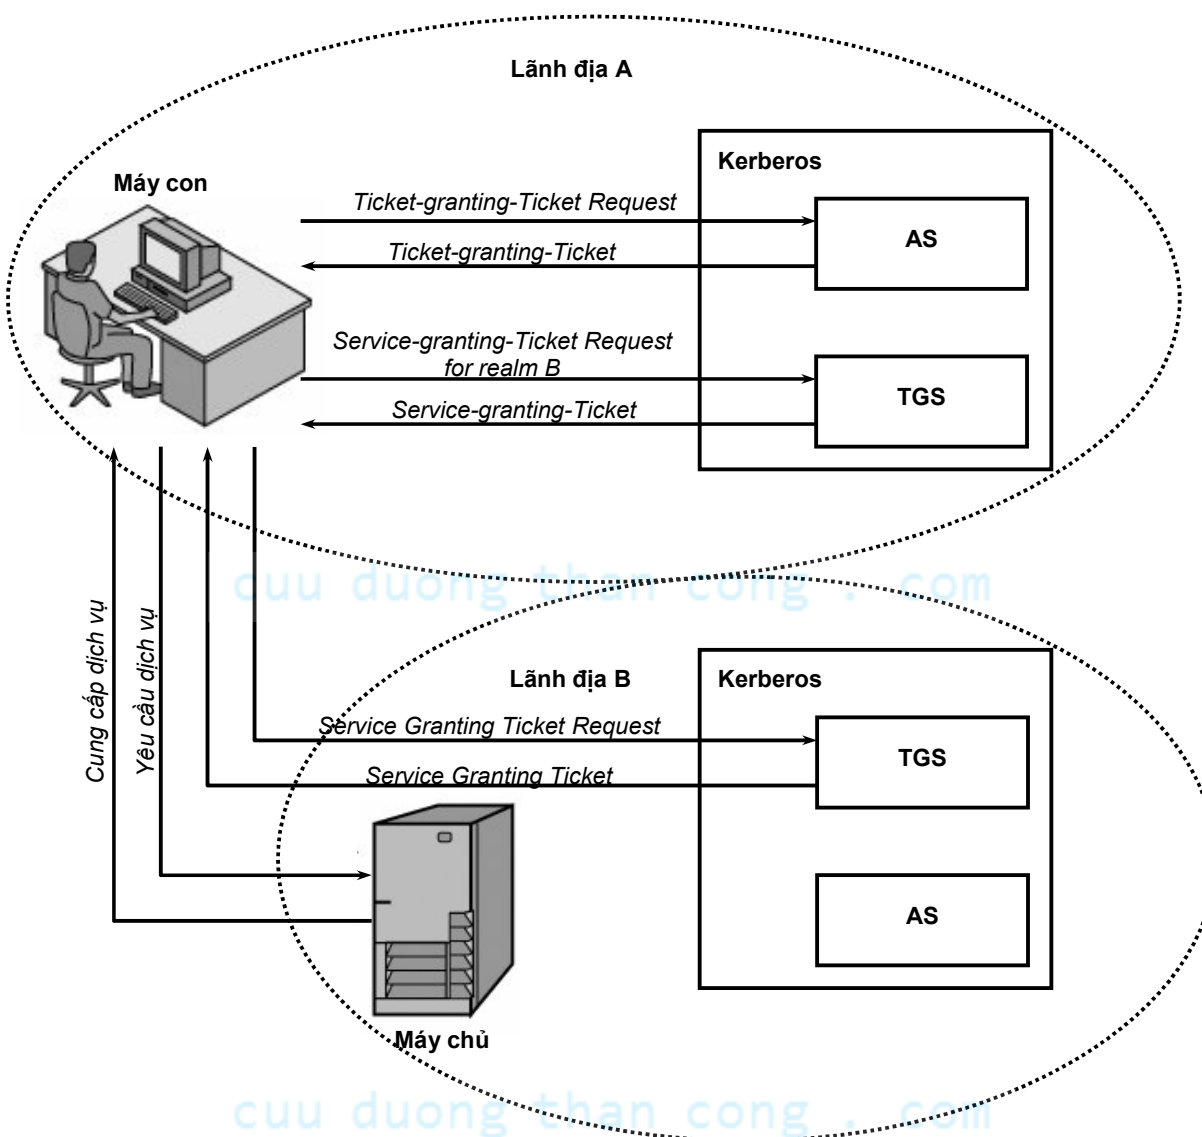 Lãnh địa A
Kerberos
Máy con
Ticket-granting-Ticket Request
AS
Ticket-granting-Ticket
Service-granting-Ticket Request
for realm B
TGS
Service-granting-Ticket
cuu duong than cong . com
Cung cấp dịch vụ
Yêu cầu dịch vụ
Lãnh địa B
Kerberos
Service Granting Ticket Request
TGS
Service Granting Ticket
AS
Máy chủ
cuu duong than cong . com